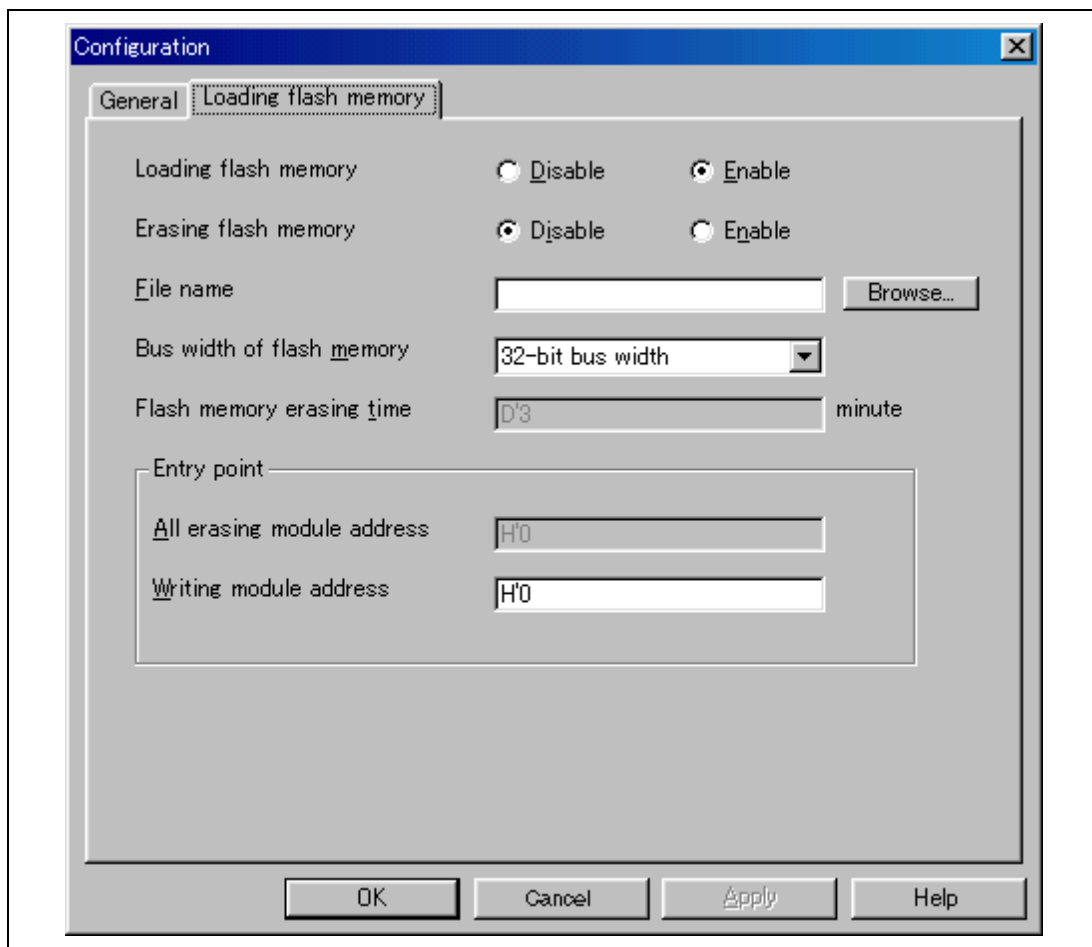 Configuration
General Loading flash memory
Loading flash memory Disable Enable
Erasing flash memory Disable Enable
File name Browse...
Bus width of flash memory 32-bit bus width
Flash memory erasing time D'3 minute
Entry point
All erasing module address H'0
Writing module address H'0
OK Cancel Apply Help